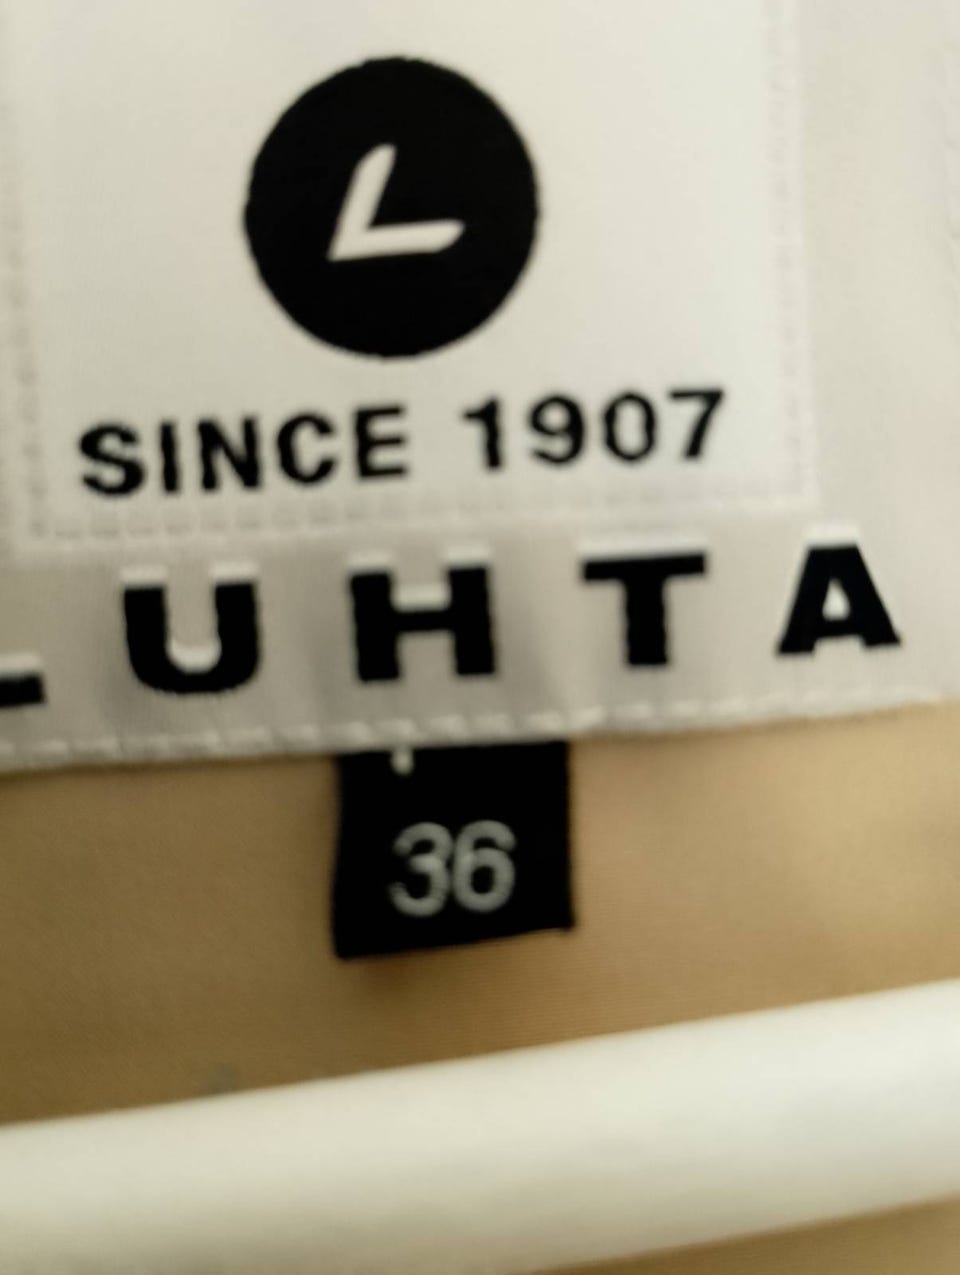 L
SINCE 1907
LUHTA
36